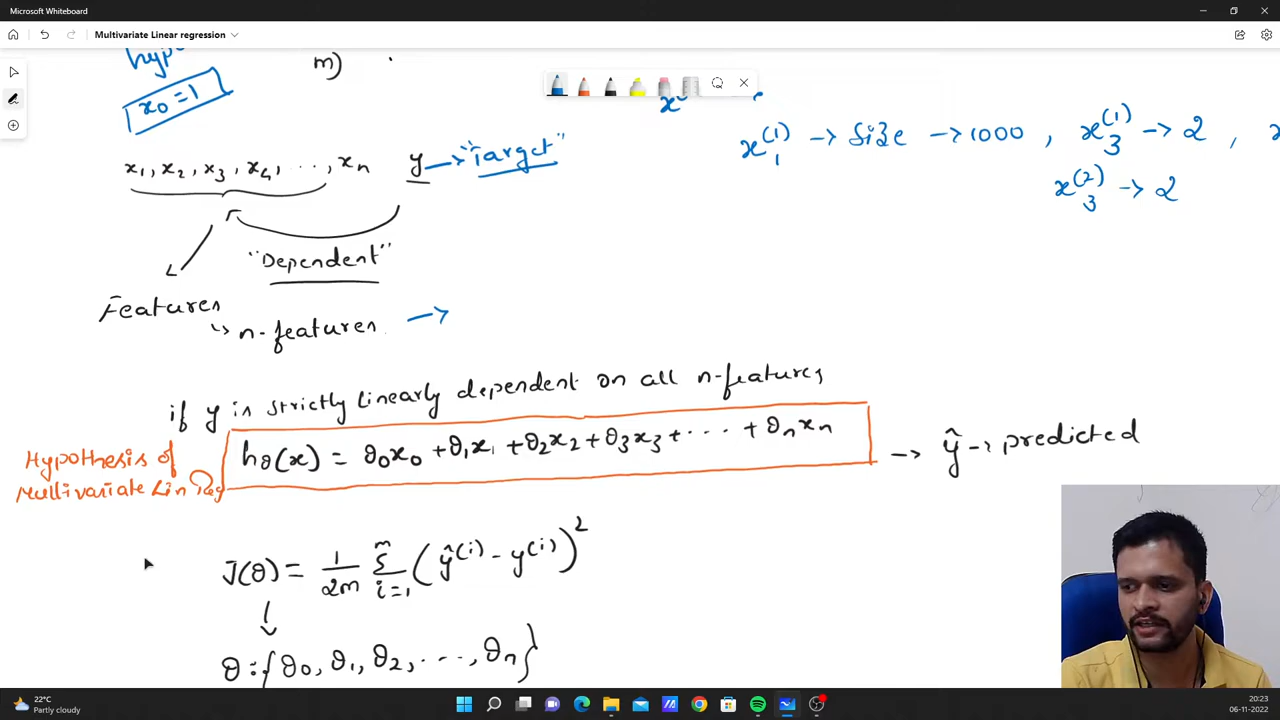 Microsoft Whiteboard
Multivariate Linear regression
m)
x₀ = 1
x₁⁽¹⁾ → Size → 1000 , x₃⁽¹⁾ → 2 ,
x₃⁽²⁾ → 2
x₁, x₂, x₃, x₄, ..., xₙ y → "Target"
"Dependent"
Features
↳ n-features →
if y is strictly linearly dependent on all n-features
Hypothesis of
Multivariate Lin Reg
hθ(x) = θ₀x₀ + θ₁x₁ + θ₂x₂ + θ₃x₃ + ... + θₙxₙ → ŷ → predicted
J(θ) = 1/2m Σᵢ₌₁ᵐ (ŷ⁽ⁱ⁾ - y⁽ⁱ⁾)²
θ : {θ₀, θ₁, θ₂, ..., θₙ}
22°C
Partly cloudy
20:23
06-11-2022